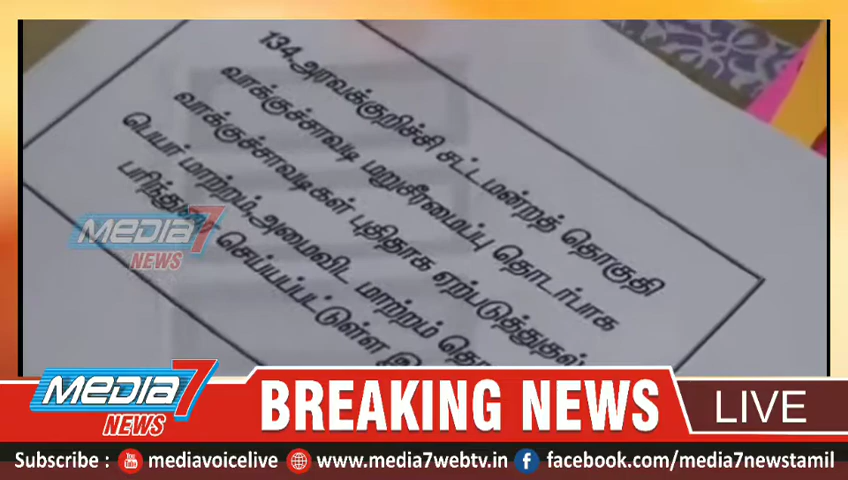 134.அரவக்குறிச்சி சட்டமன்றத் தொகுதி
வாக்குச்சாவடி மறுசீரமைப்பு தொடர்பாக
வாக்குச்சாவடிகள் புதிதாக ஏற்படுத்துதல்
பெயர் மாற்றம்,அமைவிட மாற்றம்
செய்யப்பட்டுள்ள
MEDIA7
NEWS
MEDIA7
NEWS
BREAKING NEWS
LIVE
Subscribe : mediavoicelive www.media7webtv.in facebook.com/media7newstamil